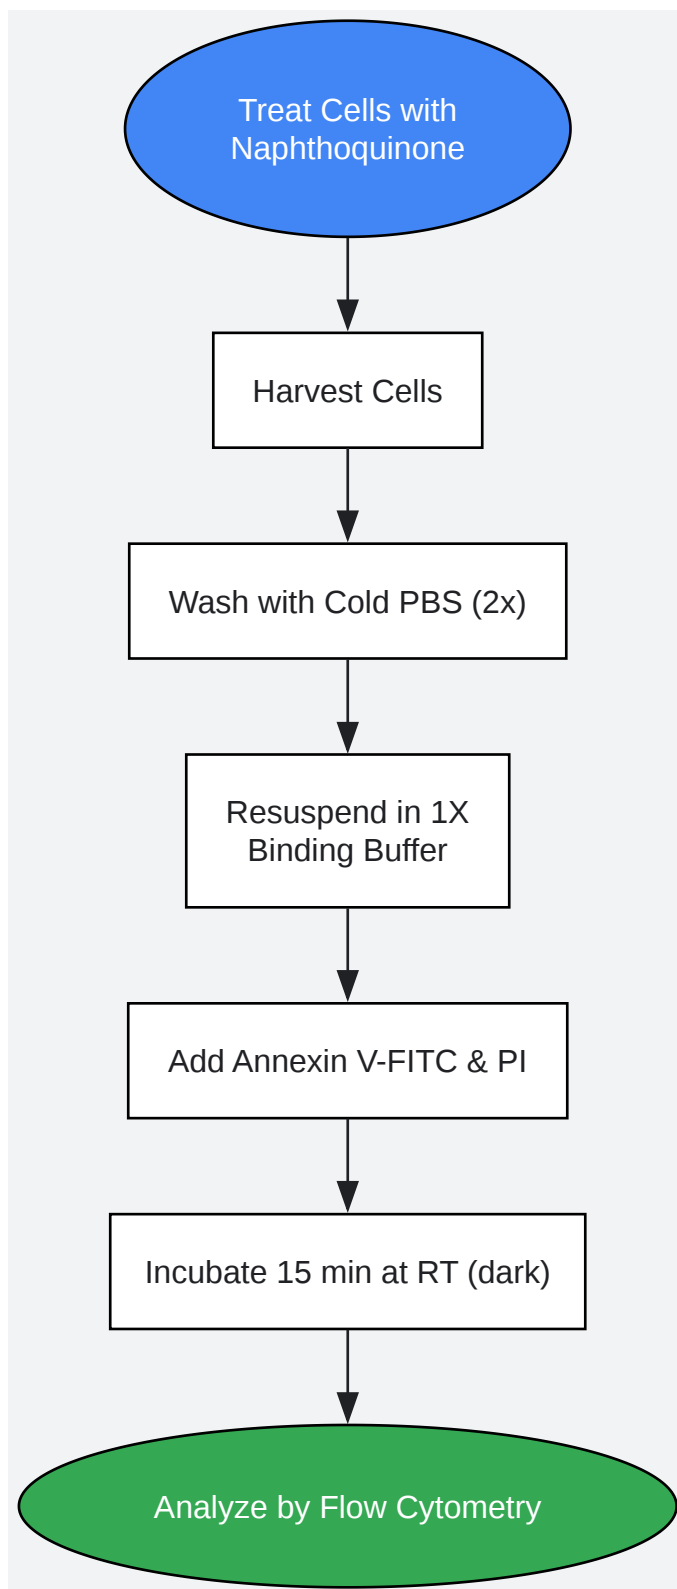 Treat Cells with
Naphthoquinone
Harvest Cells
Wash with Cold PBS (2x)
Resuspend in 1X
Binding Buffer
Add Annexin V-FITC & PI
Incubate 15 min at RT (dark)
Analyze by Flow Cytometry